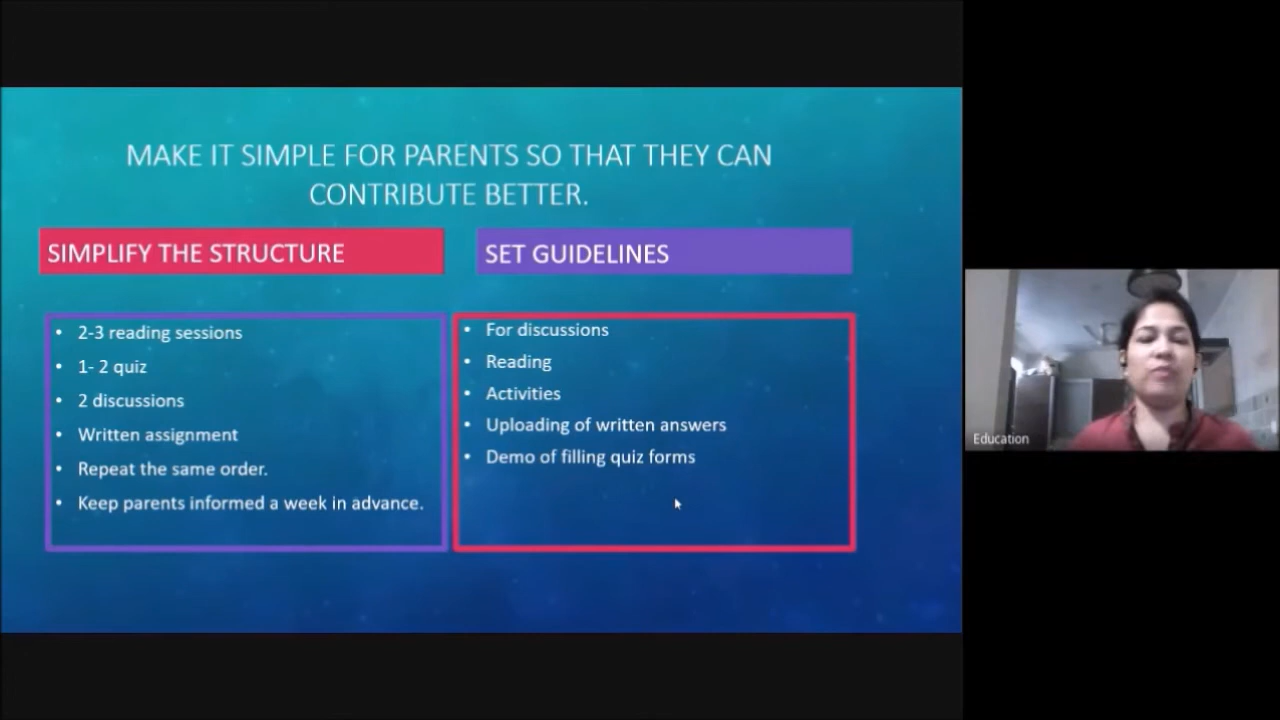 MAKE IT SIMPLE FOR PARENTS SO THAT THEY CAN
CONTRIBUTE BETTER.
SIMPLIFY THE STRUCTURE
• 2-3 reading sessions
• 1- 2 quiz
• 2 discussions
• Written assignment
• Repeat the same order.
• Keep parents informed a week in advance.
SET GUIDELINES
• For discussions
• Reading
• Activities
• Uploading of written answers
• Demo of filling quiz forms
Education